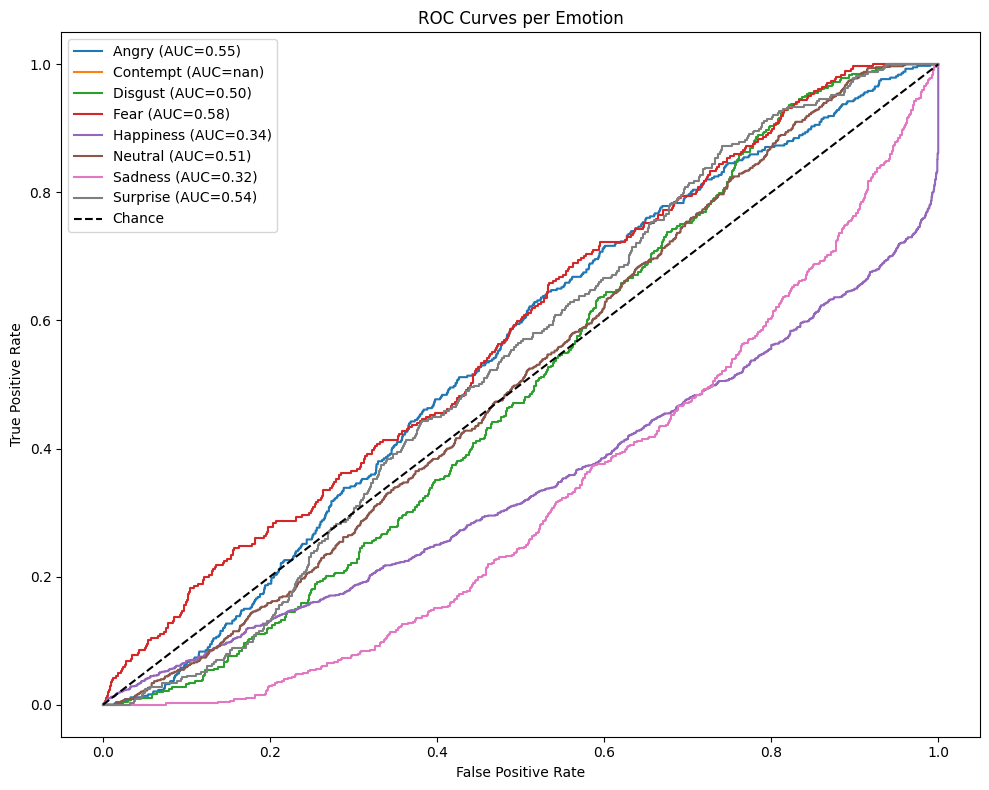 ROC Curves per Emotion
Angry (AUC=0.55)
Contempt (AUC=nan)
Disgust (AUC=0.50)
Fear (AUC=0.58)
Happiness (AUC=0.34)
Neutral (AUC=0.51)
Sadness (AUC=0.32)
Surprise (AUC=0.54)
Chance
True Positive Rate
1.0
0.8
0.6
0.4
0.2
0.0
0.0 0.2 0.4 0.6 0.8 1.0
False Positive Rate